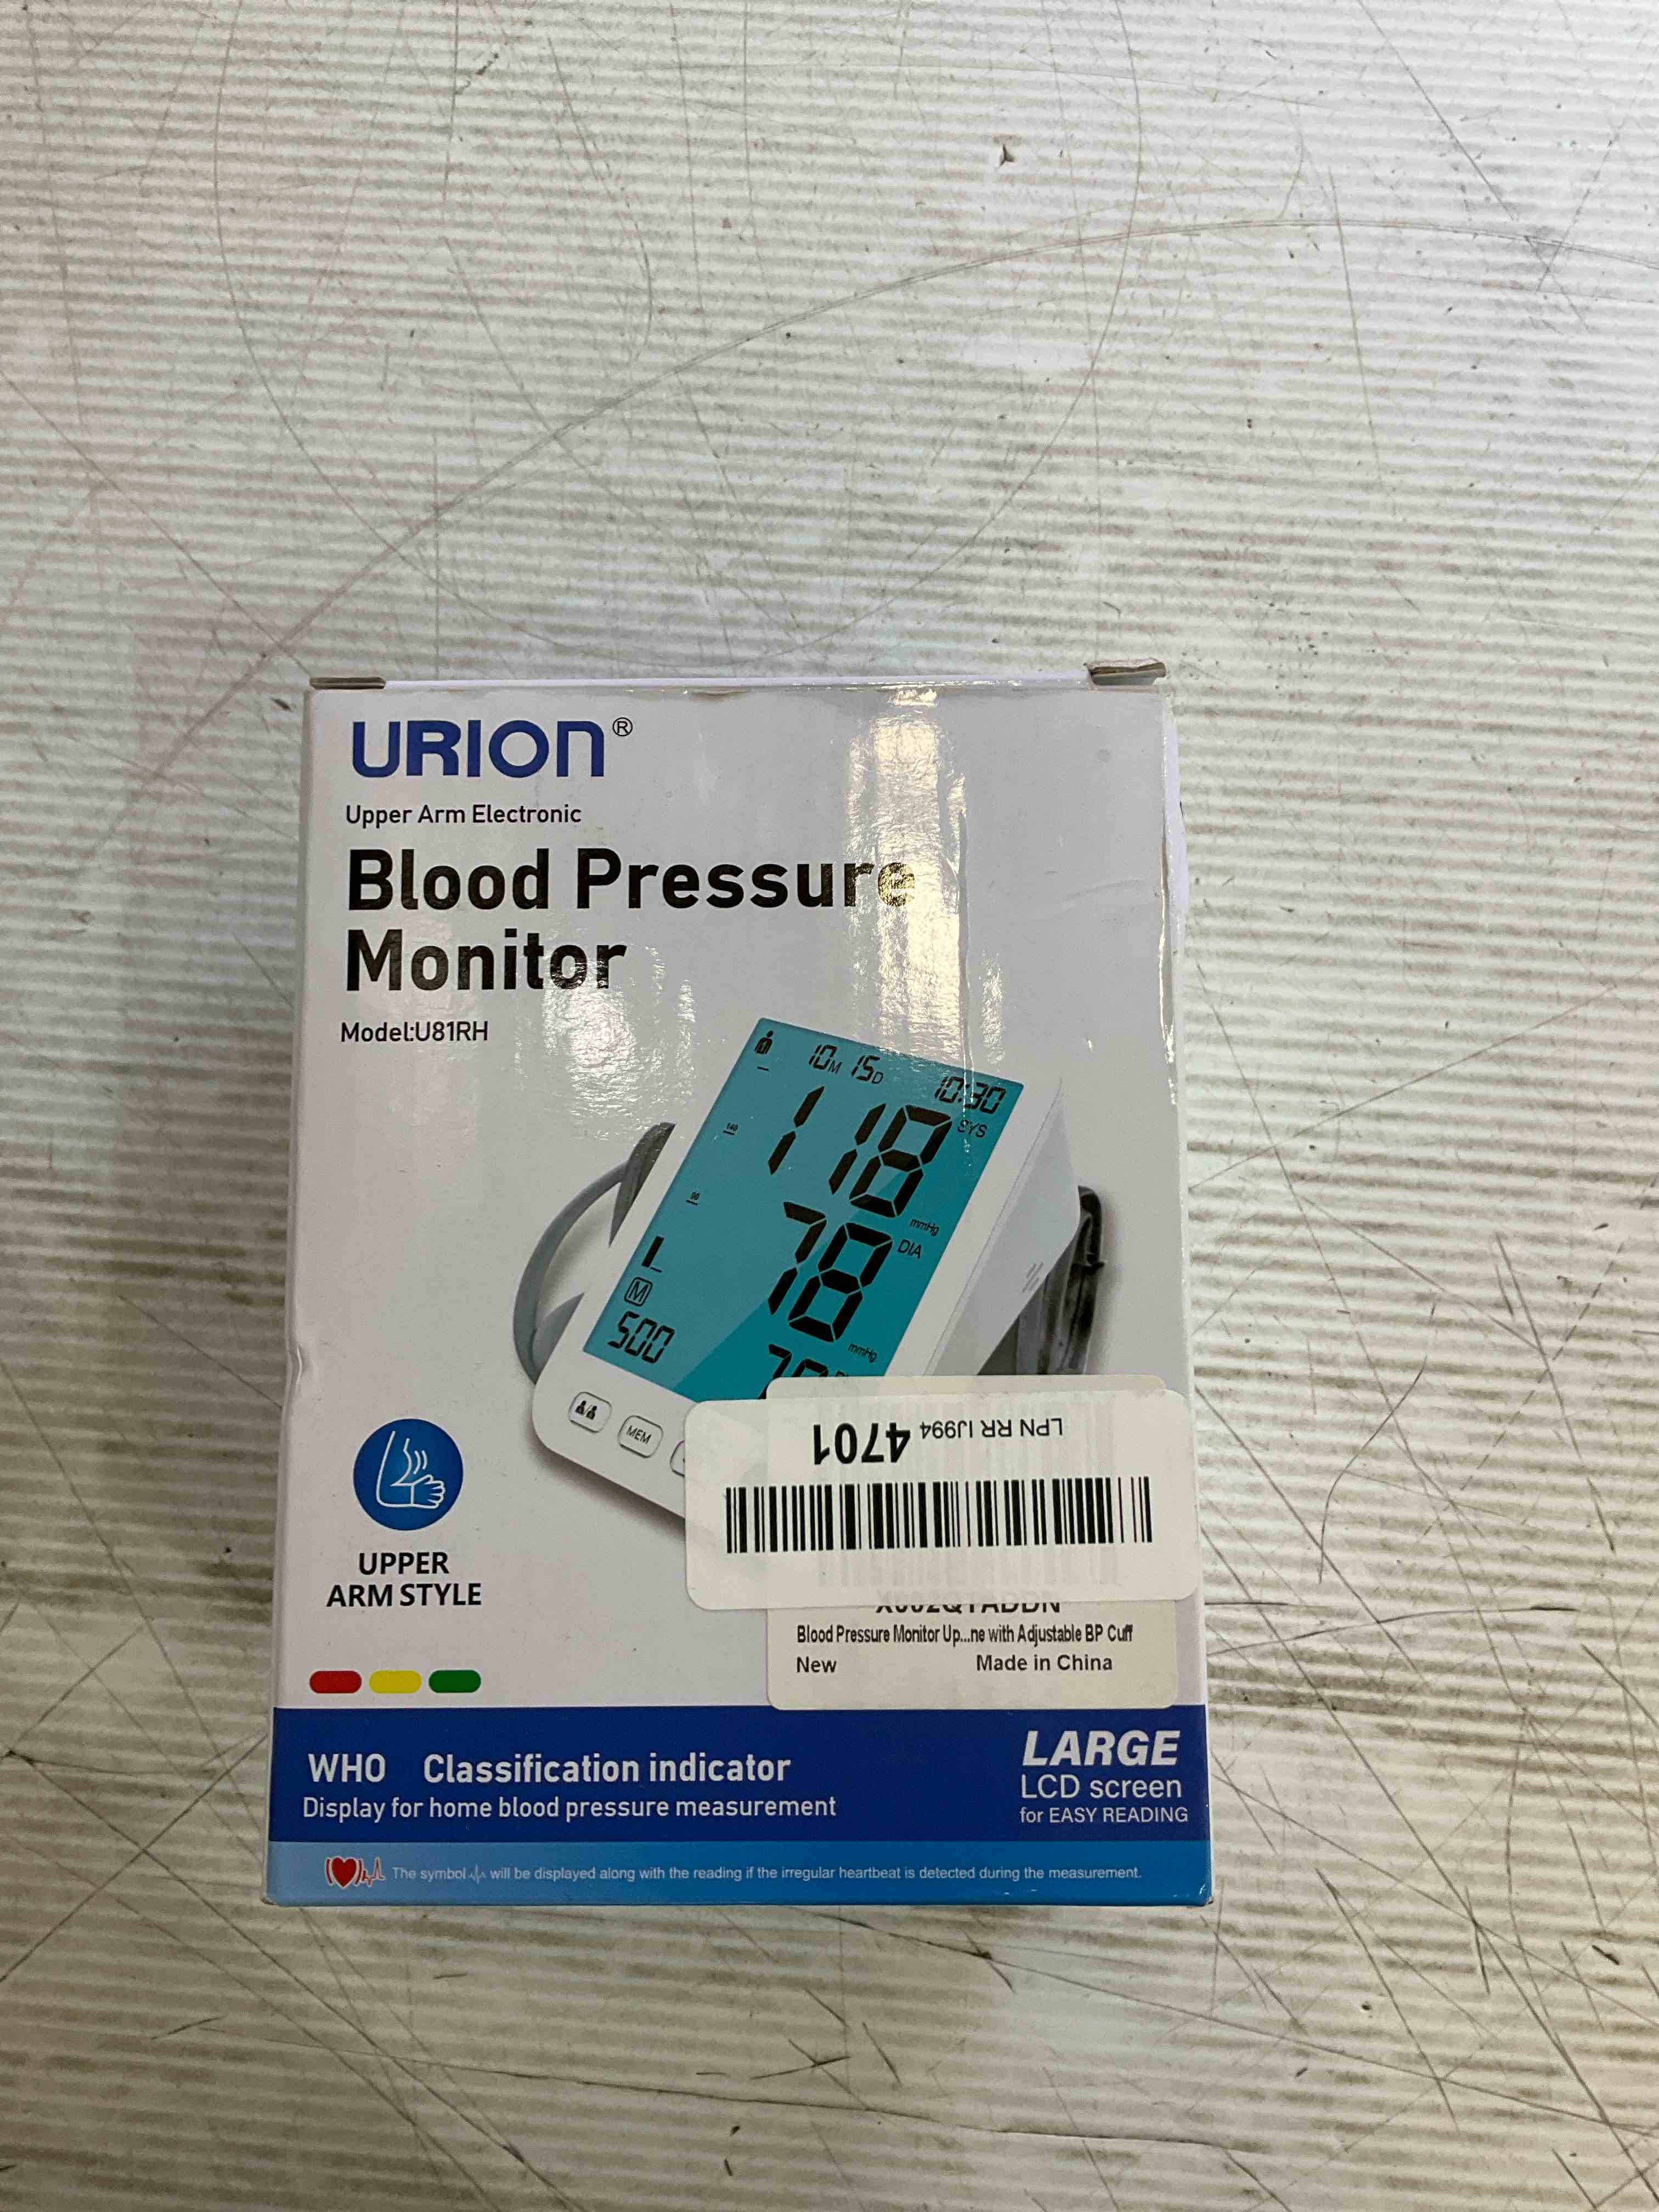 URION®
Upper Arm Electronic
Blood Pressure
Monitor
Model:U81RH
10M 15D 10:30
118 SYS
mmHg
140
78 DIA
90
mmHg
M
500
MEM
LPN RR IJ994 4701
Blood Pressure Monitor Up...ne with Adjustable BP Cuff
New Made in China
UPPER
ARM STYLE
WHO Classification indicator
Display for home blood pressure measurement
LARGE
LCD screen
for EASY READING
The symbol will be displayed along with the reading if the irregular heartbeat is detected during the measurement.